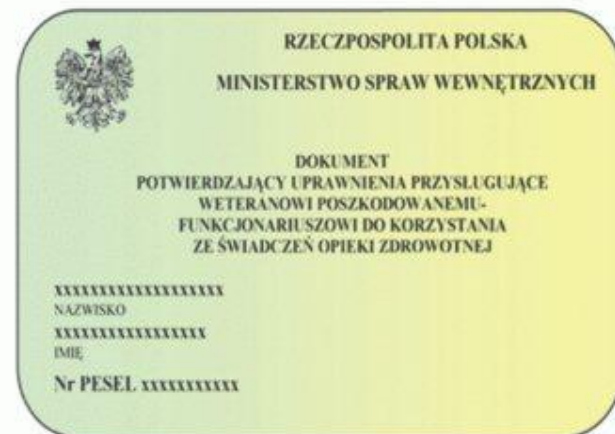 RZECZPOSPOLITA POLSKA
MINISTERSTWO SPRAW WEWNĘTRZNYCH
DOKUMENT
POTWIERDZAJĄCY UPRAWNIENIA PRZYSŁUGUJĄCE
WETERANOWI POSZKODOWANEMU-
FUNKCJONARIUSZOWI DO KORZYSTANIA
ZE ŚWIADCZEŃ OPIEKI ZDROWOTNEJ
xxxxxxxxxxxxxxxxxxx
NAZWISKO
xxxxxxxxxxxxxxxxx
IMIĘ
Nr PESEL xxxxxxxxxxx